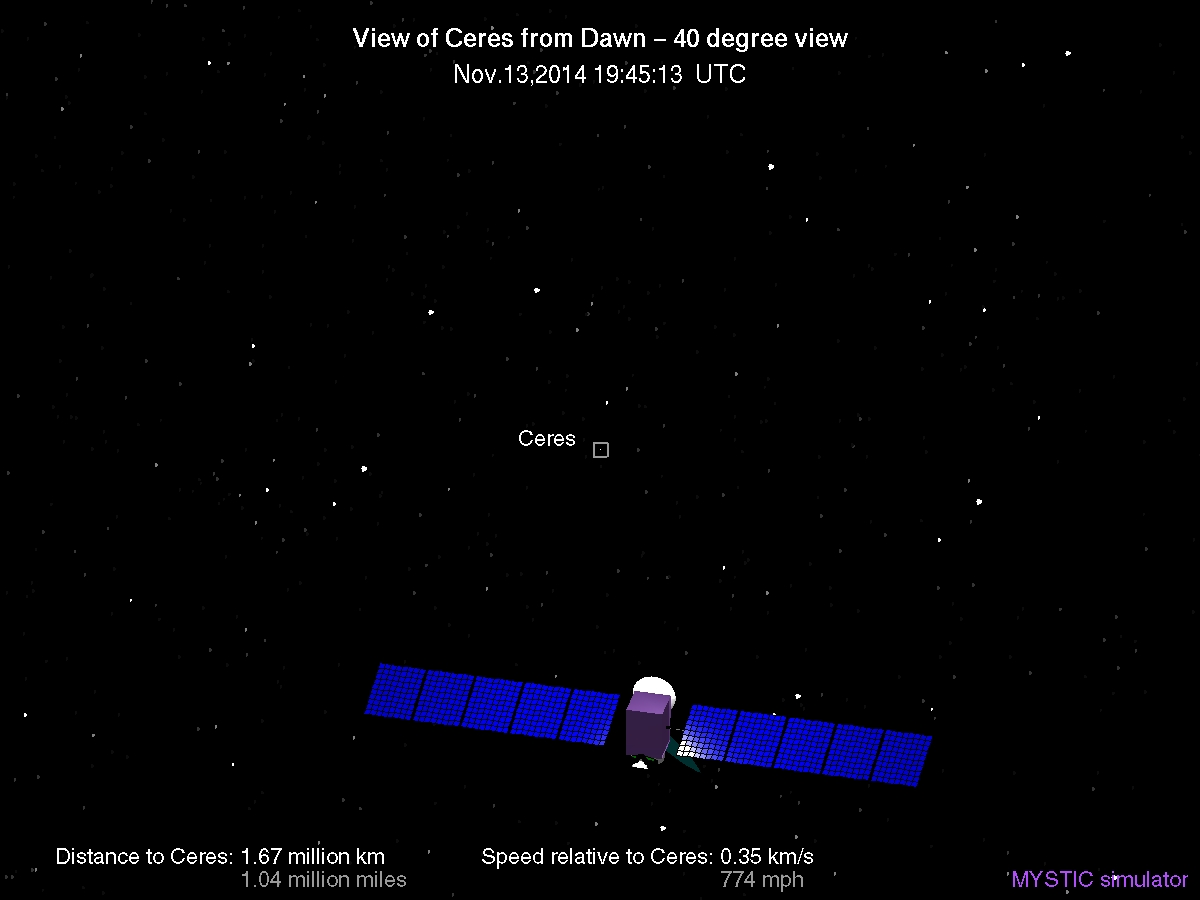 View of Ceres from Dawn – 40 degree view
Nov.13,2014 19:45:13 UTC
Ceres
Distance to Ceres: 1.67 million km
1.04 million miles
Speed relative to Ceres: 0.35 km/s
774 mph
MYSTIC simulator